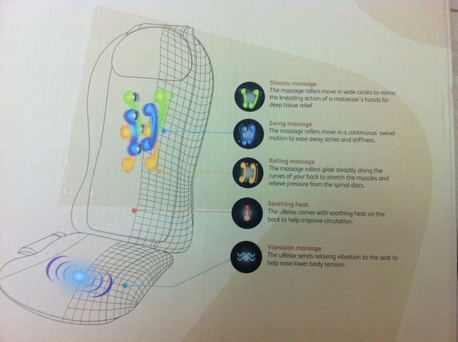 Shiatsu massage
The massage rollers move in wide circles to mimic
the kneading action of a masseuse's hands for
deep tissue relief.
Swing massage
The massage rollers move in a continuous swivel
motion to ease away aches and stiffness.
Rolling massage
The massage rollers glide steadily along the
curves of your back to stretch the muscles and
relieve pressure from the spinal discs.
Soothing heat
The uRelax comes with soothing heat on the
back to help improve circulation.
Vibration massage
The uRelax sends relaxing vibration to the seat to
help ease lower body tension.